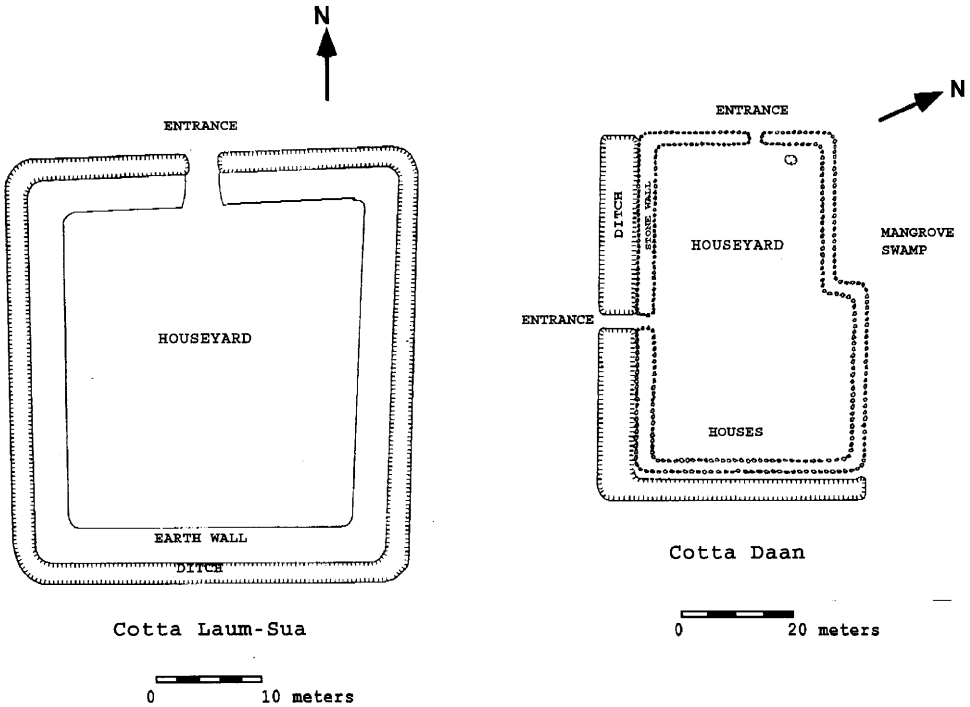 N
ENTRANCE
HOUSEYARD
EARTH WALL
DITCH
Cotta Laum-Sua
0 10 meters
N
ENTRANCE
DITCH
STONE WALL
HOUSEYARD
MANGROVE
SWAMP
ENTRANCE
HOUSES
Cotta Daan
0 20 meters